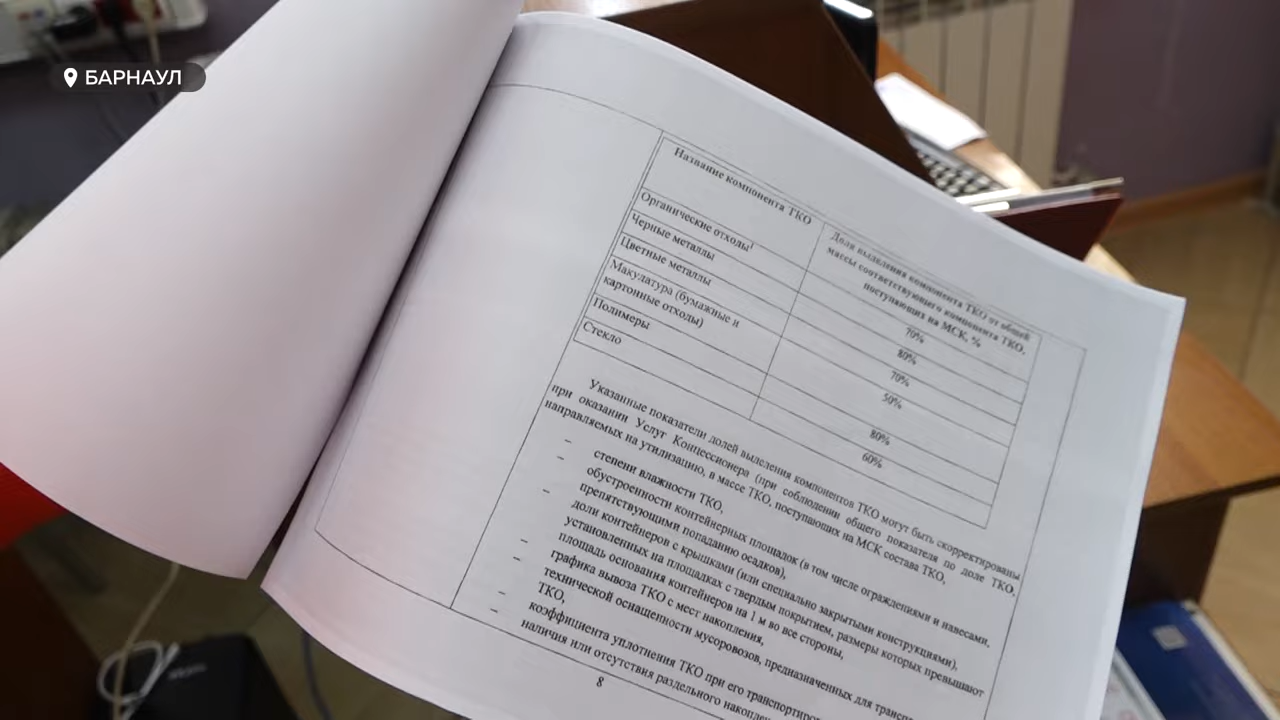 БАРНАУЛ
Название компонента ТКО
Доля выделения компонента ТКО от общей
массы соответствующего компонента ТКО,
поступающих на МСК, %
Органические отходы¹
70%
Черные металлы
80%
Цветные металлы
70%
Макулатура (бумажные и
картонные отходы)
50%
Полимеры
80%
Стекло
60%
Указанные показатели долей выделения компонентов ТКО могут быть скорректированы
при оказании Услуг Концессионера (при соблюдении общего показателя по доле ТКО,
направляемых на утилизацию, в массе ТКО, поступающих на МСК состава ТКО,
– степени влажности ТКО,
– обустроенности контейнерных площадок (в том числе ограждениями и навесами,
препятствующими попаданию осадков),
– доли контейнеров с крышками (или специально закрытыми конструкциями),
установленных на площадках с твердым покрытием, размеры которых превышают
площадь основания контейнеров на 1 м во все стороны,
– графика вывоза ТКО с мест накопления,
– технической оснащенности мусоровозов, предназначенных для
ТКО,
– коэффициента уплотнения ТКО при его
– наличия или отсутствия раздельного
8